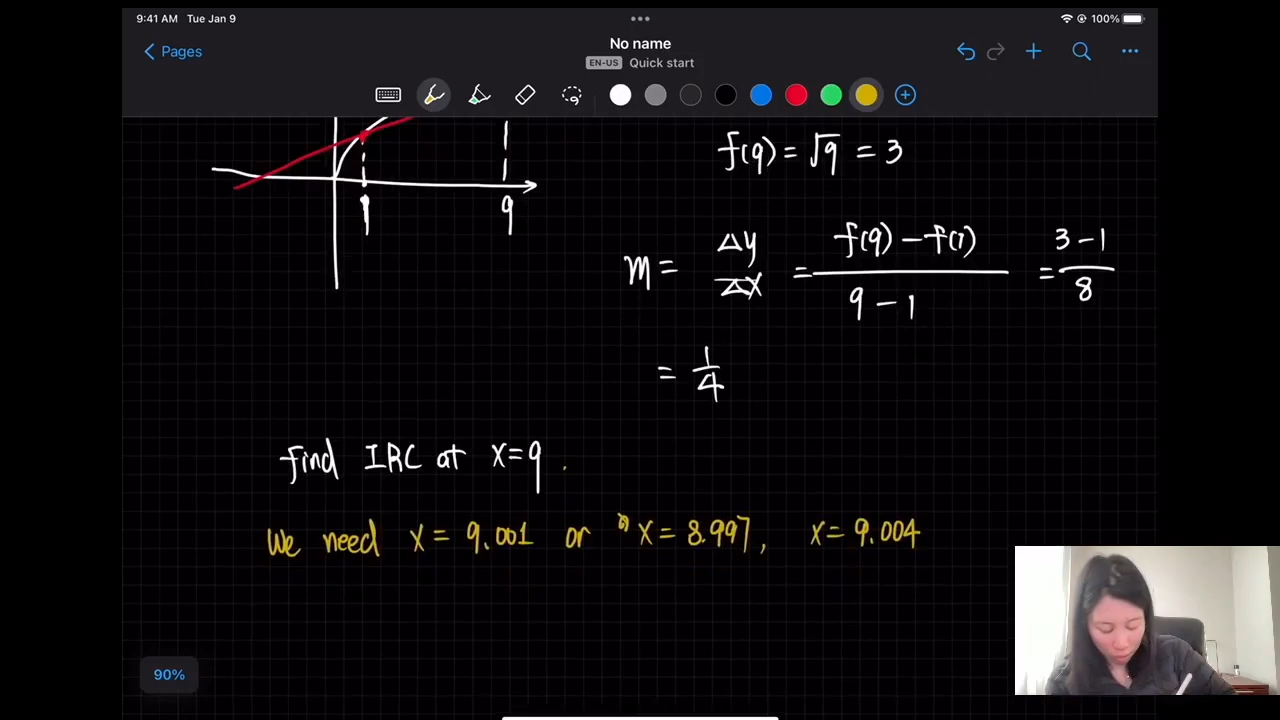 9:41 AM Tue Jan 9
100%
Pages
No name
EN-US Quick start
1
9
f(9) = √9 = 3
m = Δy/Δx = (f(9) - f(1))/(9 - 1) = (3 - 1)/8
= 1/4
find IRC at x=9.
We need x = 9.001 or x = 8.997, x = 9.004
90%